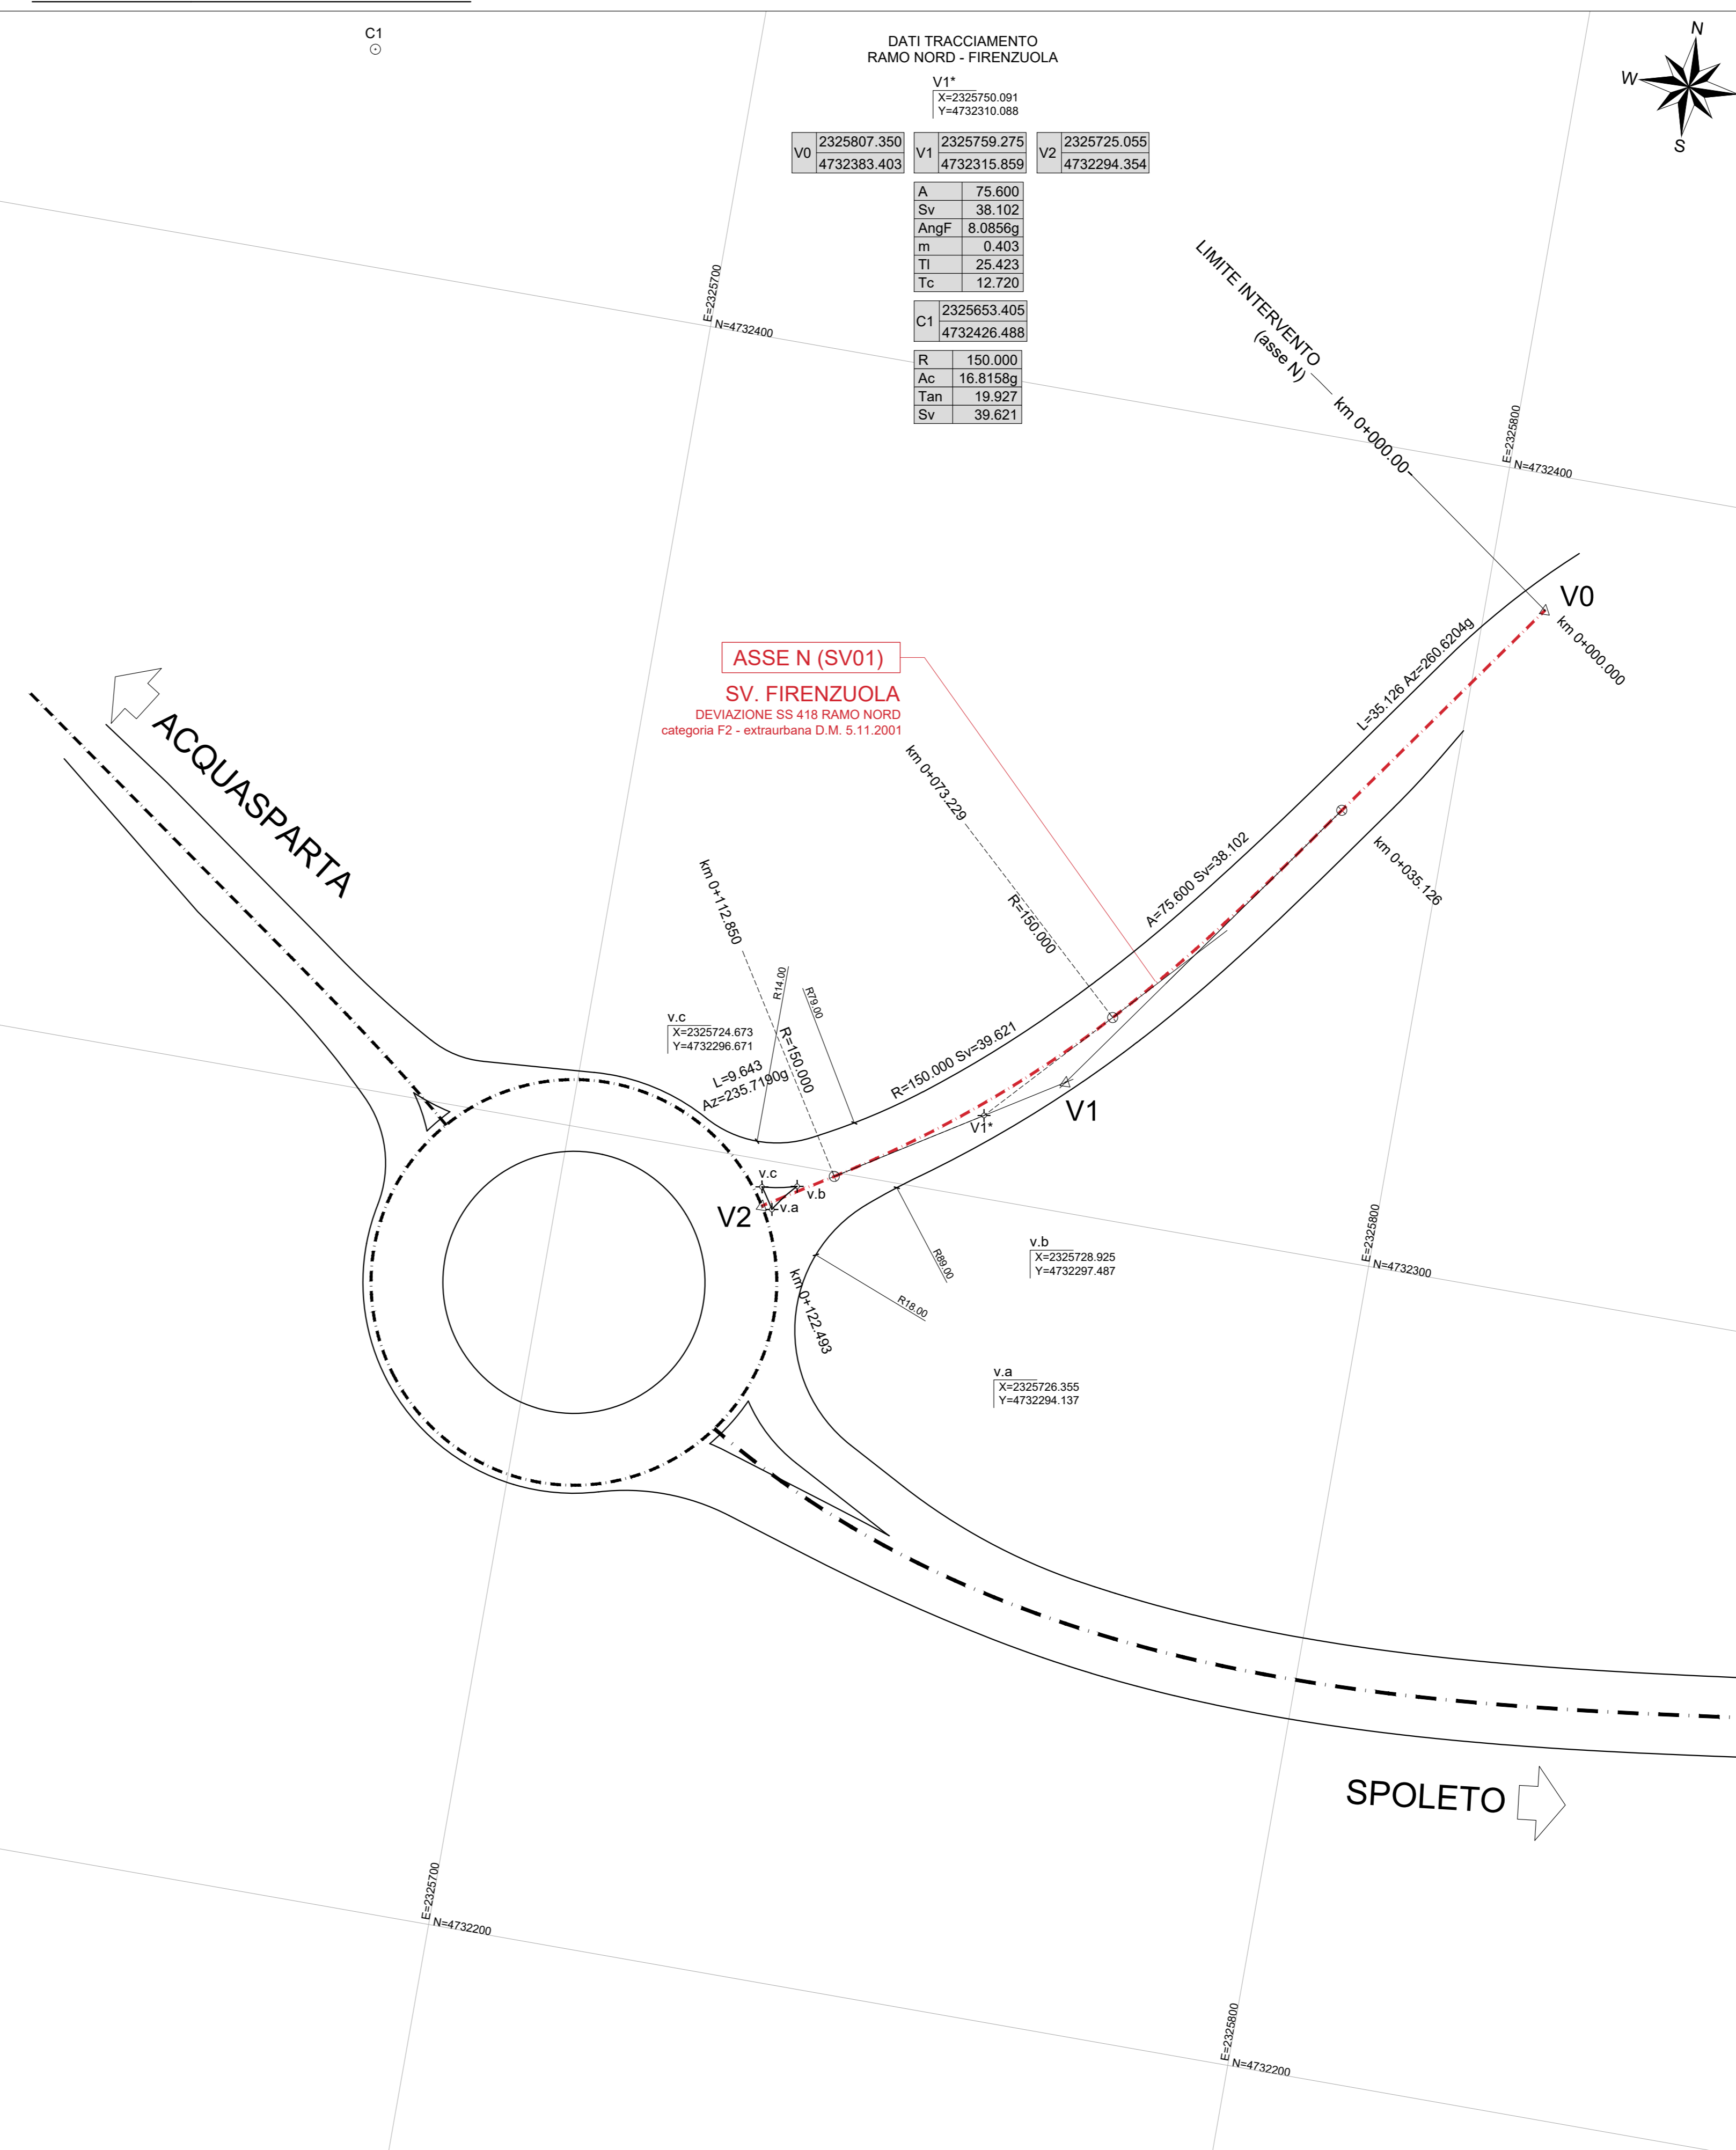 C1
DATI TRACCIAMENTO
RAMO NORD - FIRENZUOLA
V1*
X=2325750.091
Y=4732310.088
V0 2325807.350
4732383.403
V1 2325759.275
4732315.859
V2 2325725.055
4732294.354
A 75.600
Sv 38.102
AngF 8.0856g
m 0.403
Tl 25.423
Tc 12.720
C1 2325653.405
4732426.488
R 150.000
Ac 16.8158g
Tan 19.927
Sv 39.621
N
W
S
E=2325700
N=4732400
LIMITE INTERVENTO
(asse N)
km 0+000.00
E=2325800
N=4732400
V0
km 0+000.000
L=35.126 Az=260.6204g
ASSE N (SV01)
SV. FIRENZUOLA
DEVIAZIONE SS 418 RAMO NORD
categoria F2 - extraurbana D.M. 5.11.2001
ACQUASPARTA
km 0+073.229
R=150.000
A=75.600 Sv=38.102
km 0+035.126
km 0+112.850
R=150.000
R14.00
R79.00
v.c
X=2325724.673
Y=4732296.671
L=9.643
Az=235.7190g
R=150.000 Sv=39.621
V1
V1*
v.c
v.b
v.a
V2
R89.00
R18.00
km 0+122.493
v.b
X=2325728.925
Y=4732297.487
E=2325800
N=4732300
v.a
X=2325726.355
Y=4732294.137
SPOLETO
E=2325700
N=4732200
E=2325800
N=4732200